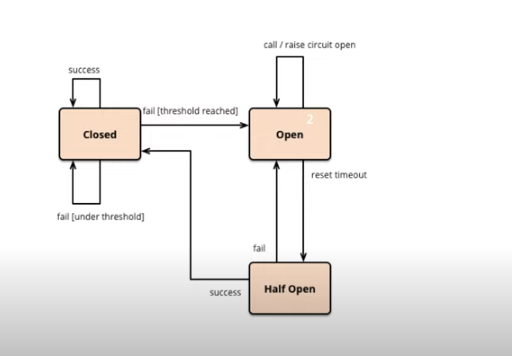 call / raise circuit open
success
fail [threshold reached]
2
Closed
Open
reset timeout
fail [under threshold]
fail
success
Half Open